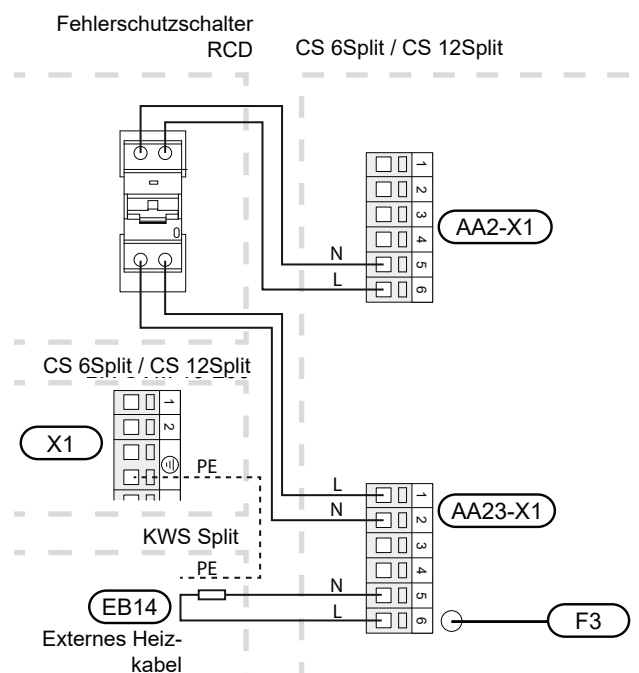 Fehlerschutzschalter
RCD
CS 6Split / CS 12Split
1
2
3
4
5
6
AA2-X1
N
L
CS 6Split / CS 12Split
1
2
X1
PE
KWS Split
PE
L
N
1
2
3
4
5
6
AA23-X1
N
L
EB14
F3
Externes Heiz-
kabel